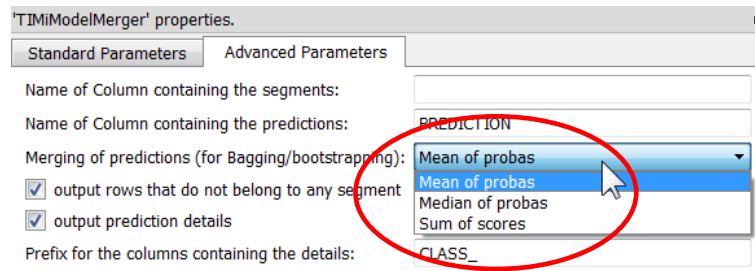 'TIMiModelMerger' properties.
Standard Parameters Advanced Parameters
Name of Column containing the segments:
Name of Column containing the predictions: PREDICTION
Merging of predictions (for Bagging/bootstrapping): Mean of probas
Mean of probas
output rows that do not belong to any segment
Median of probas
output prediction details
Sum of scores
Prefix for the columns containing the details: CLASS_